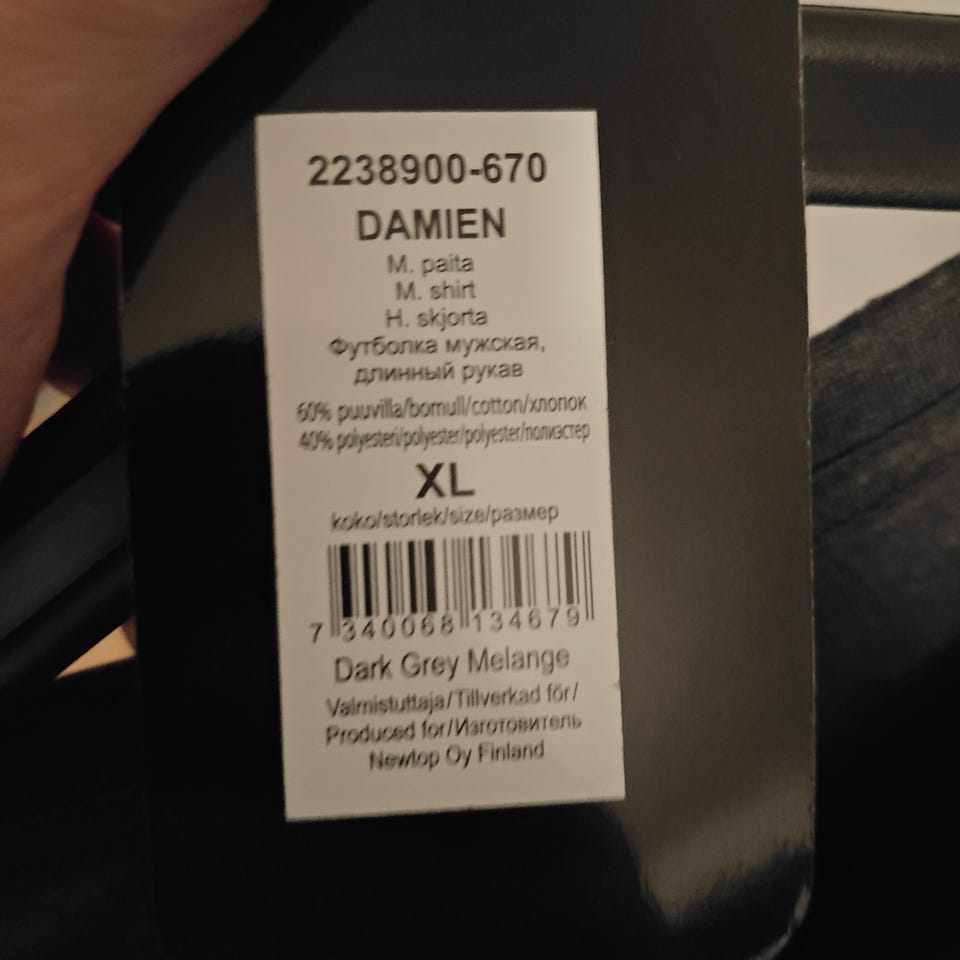 2238900-670
DAMIEN
M. paita
M. shirt
H. skjorta
Футболка мужская,
длинный рукав
60% puuvilla/bomull/cotton/хлопок
40% polyesteri/polyester/polyester/полиэстер
XL
koko/storlek/size/размер
7 340068 134679
Dark Grey Melange
Valmistuttaja/Tillverkad för/
Produced for/Изготовитель
Newtop Oy Finland